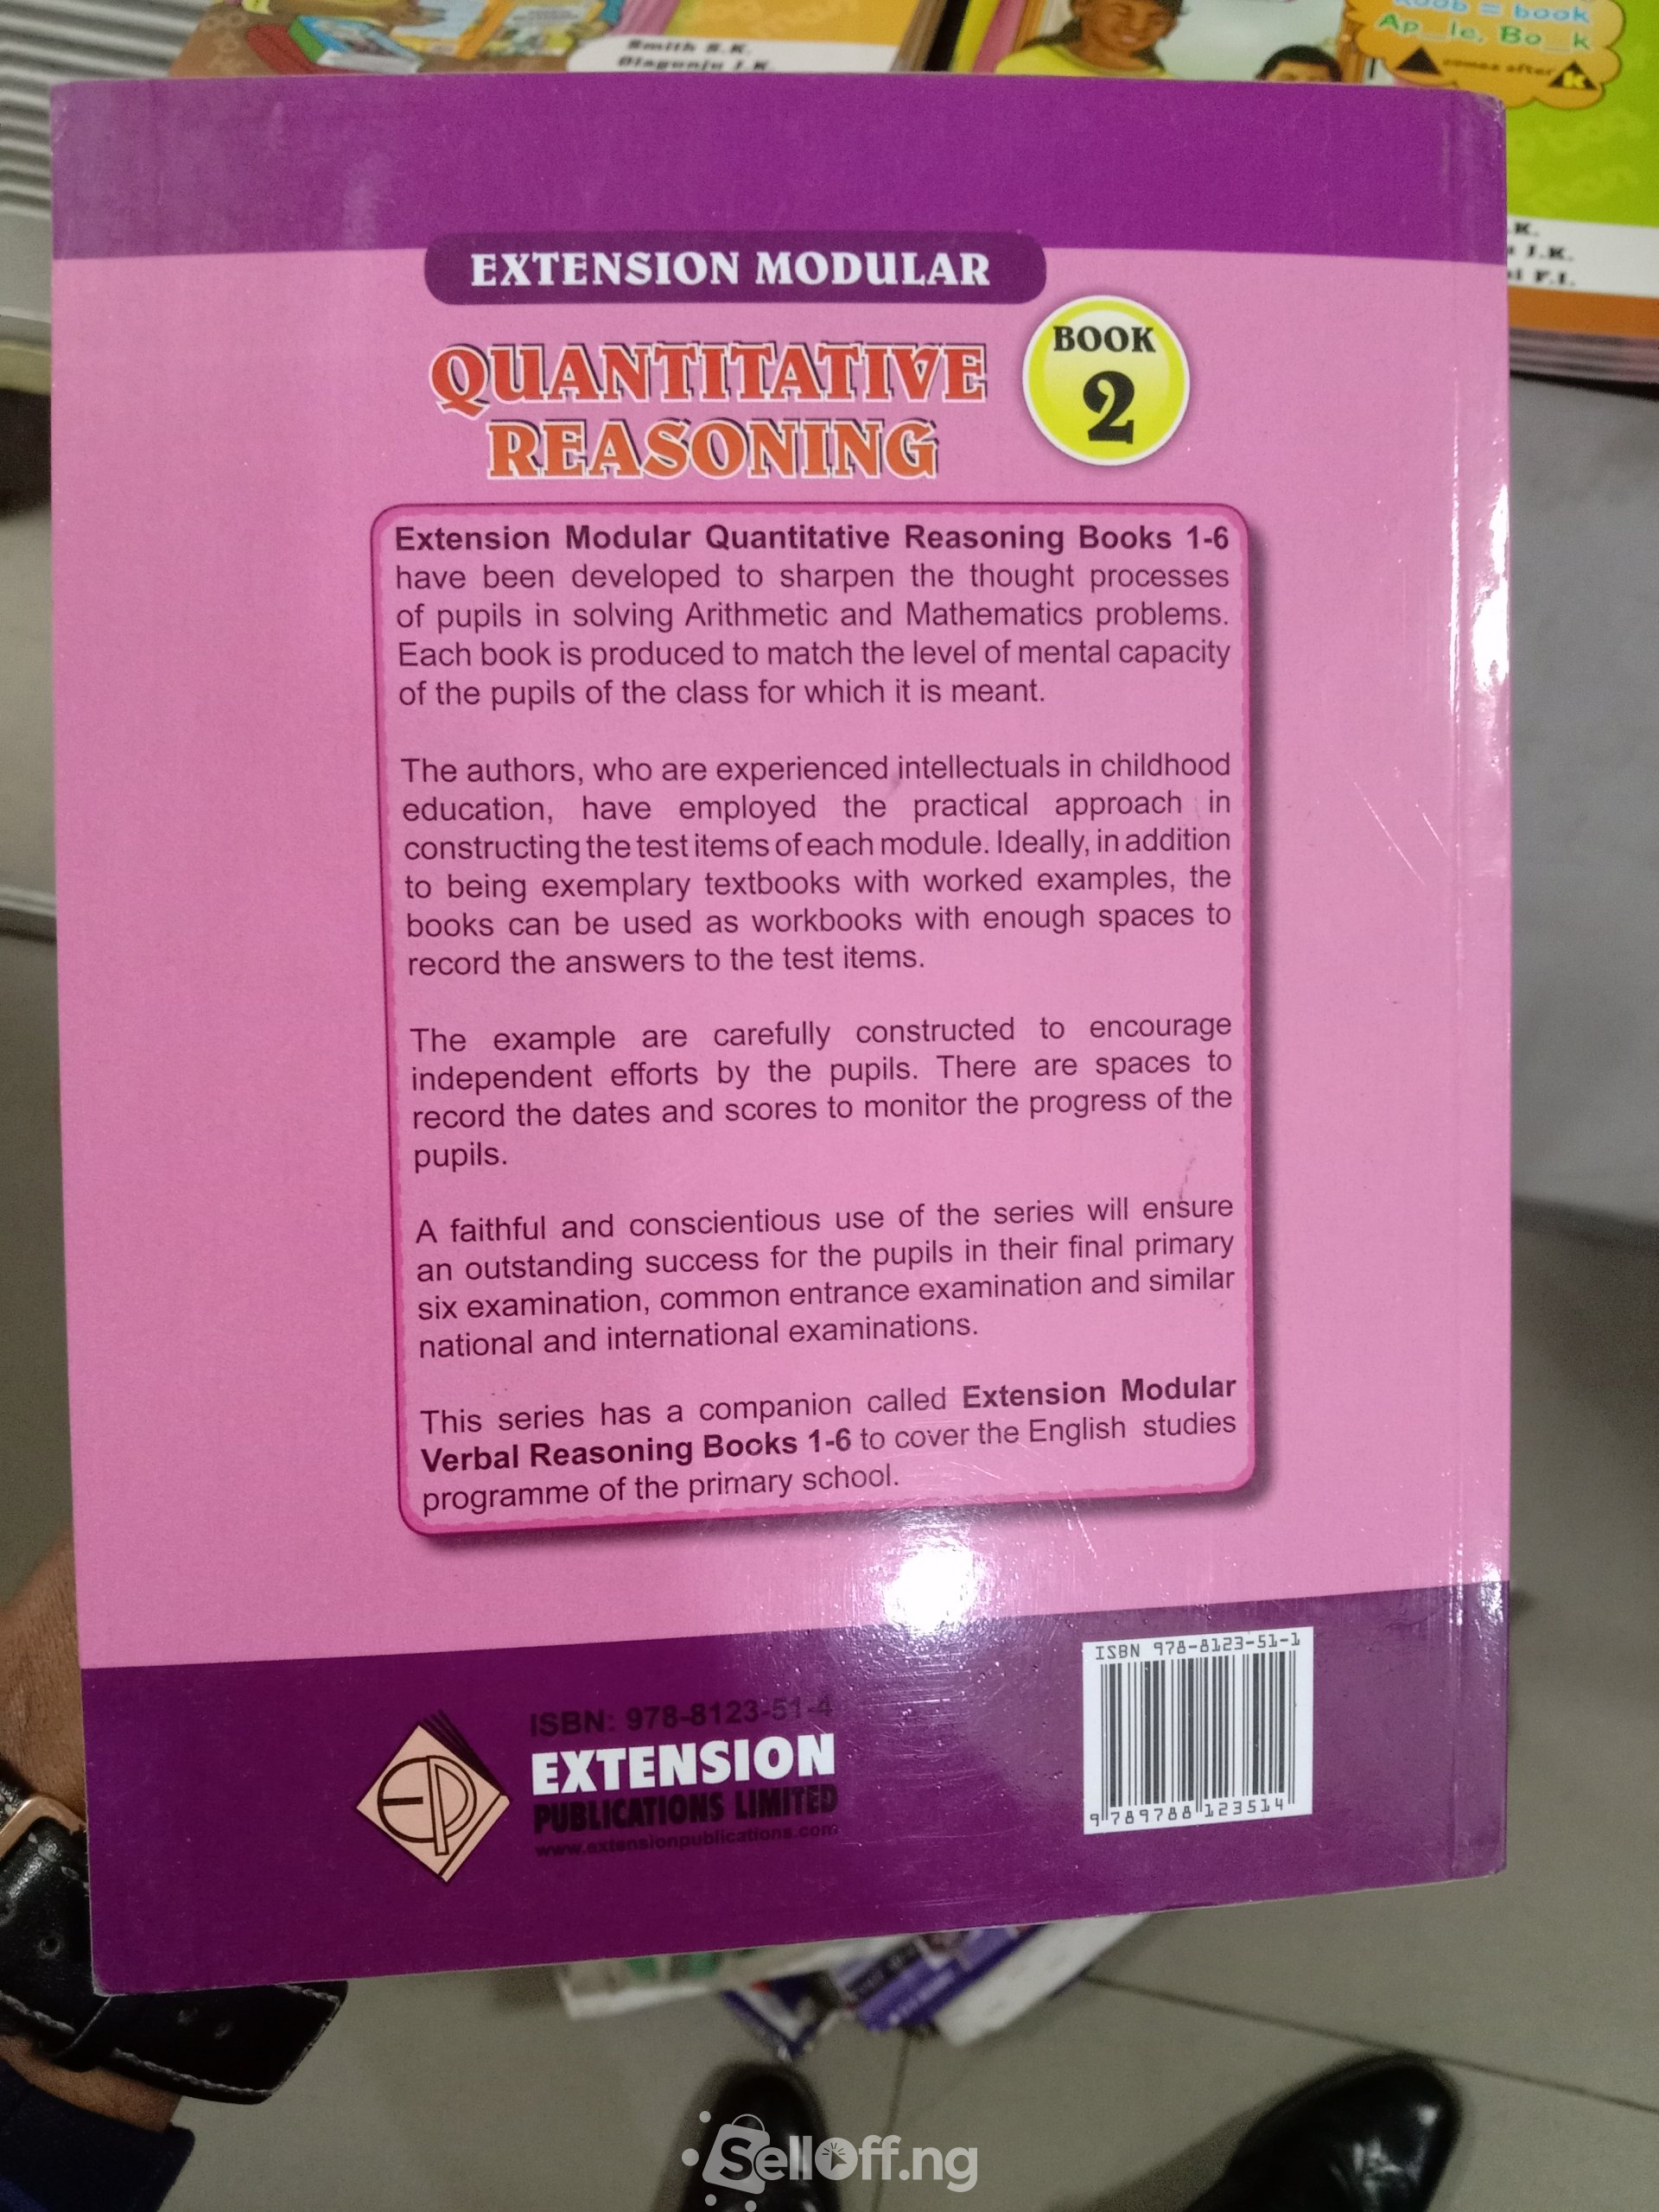 Smith S.K.
Olagunju J.K.
= book
Ap__le, Bo__k
comes after K
K.
J.K.
F.I.
EXTENSION MODULAR
QUANTITATIVE
REASONING
BOOK
2
Extension Modular Quantitative Reasoning Books 1-6
have been developed to sharpen the thought processes
of pupils in solving Arithmetic and Mathematics problems.
Each book is produced to match the level of mental capacity
of the pupils of the class for which it is meant.
The authors, who are experienced intellectuals in childhood
education, have employed the practical approach in
constructing the test items of each module. Ideally, in addition
to being exemplary textbooks with worked examples, the
books can be used as workbooks with enough spaces to
record the answers to the test items.
The example are carefully constructed to encourage
independent efforts by the pupils. There are spaces to
record the dates and scores to monitor the progress of the
pupils.
A faithful and conscientious use of the series will ensure
an outstanding success for the pupils in their final primary
six examination, common entrance examination and similar
national and international examinations.
This series has a companion called Extension Modular
Verbal Reasoning Books 1-6 to cover the English studies
programme of the primary school.
ISBN: 978-8123-51-4
EXTENSION
PUBLICATIONS LIMITED
www.extensionpublications.com
EP
ISBN 978-8123-51-1
9 789788 123514
SellOff.ng